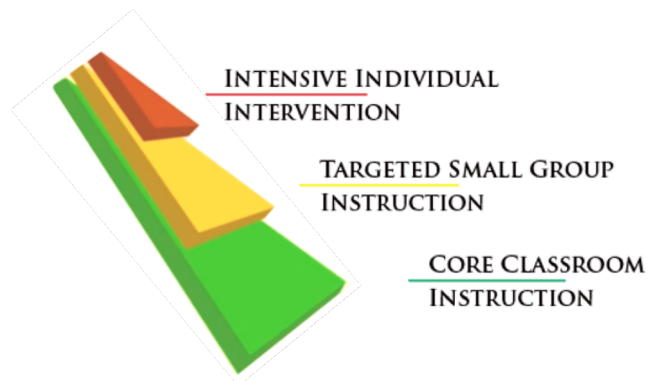 INTENSIVE INDIVIDUAL
INTERVENTION
TARGETED SMALL GROUP
INSTRUCTION
CORE CLASSROOM
INSTRUCTION